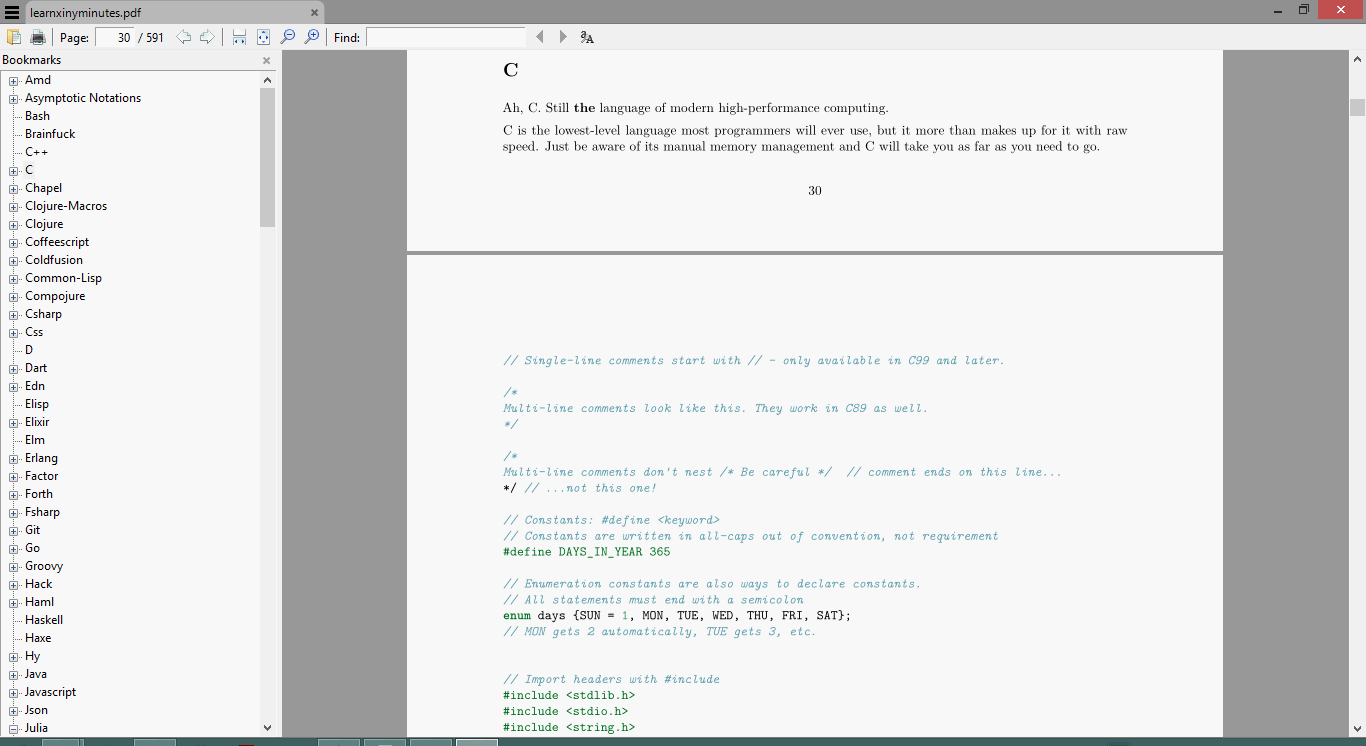 learnxinyminutes.pdf
Page: 30 / 591 Find:
Bookmarks
Amd
Asymptotic Notations
Bash
Brainfuck
C++
C
Chapel
Clojure-Macros
Clojure
Coffeescript
Coldfusion
Common-Lisp
Compojure
Csharp
Css
D
Dart
Edn
Elisp
Elixir
Elm
Erlang
Factor
Forth
Fsharp
Git
Go
Groovy
Hack
Haml
Haskell
Haxe
Hy
Java
Javascript
Json
Julia
C
Ah, C. Still the language of modern high-performance computing.
C is the lowest-level language most programmers will ever use, but it more than makes up for it with raw
speed. Just be aware of its manual memory management and C will take you as far as you need to go.
30
// Single-line comments start with // - only available in C99 and later.
/*
Multi-line comments look like this. They work in C89 as well.
*/
/*
Multi-line comments don't nest /* Be careful */  // comment ends on this line...
*/ // ...not this one!
// Constants: #define <keyword>
// Constants are written in all-caps out of convention, not requirement
#define DAYS_IN_YEAR 365
// Enumeration constants are also ways to declare constants.
// All statements must end with a semicolon
enum days {SUN = 1, MON, TUE, WED, THU, FRI, SAT};
// MON gets 2 automatically, TUE gets 3, etc.
// Import headers with #include
#include <stdlib.h>
#include <stdio.h>
#include <string.h>